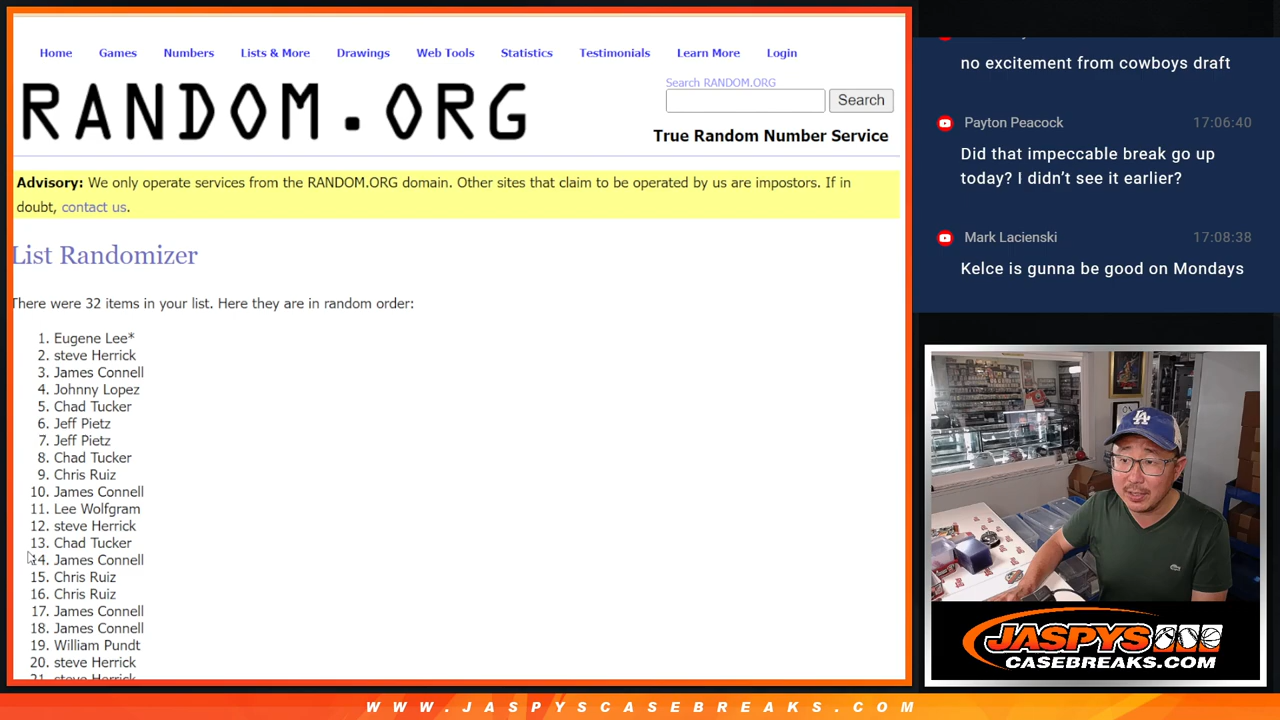 Home Games Numbers Lists & More Drawings Web Tools Statistics Testimonials Learn More Login
RANDOM.ORG
Search RANDOM.ORG
Search
True Random Number Service
Advisory: We only operate services from the RANDOM.ORG domain. Other sites that claim to be operated by us are impostors. If in
doubt, contact us.
List Randomizer
There were 32 items in your list. Here they are in random order:
1. Eugene Lee*
2. steve Herrick
3. James Connell
4. Johnny Lopez
5. Chad Tucker
6. Jeff Pietz
7. Jeff Pietz
8. Chad Tucker
9. Chris Ruiz
10. James Connell
11. Lee Wolfgram
12. steve Herrick
13. Chad Tucker
14. James Connell
15. Chris Ruiz
16. Chris Ruiz
17. James Connell
18. James Connell
19. William Pundt
20. steve Herrick
21. steve Herrick
no excitement from cowboys draft
Payton Peacock 17:06:40
Did that impeccable break go up
today? I didn’t see it earlier?
Mark Lacienski 17:08:38
Kelce is gunna be good on Mondays
LA
JASPYS
CASEBREAKS.COM
WWW.JASPYSCASEBREAKS.COM